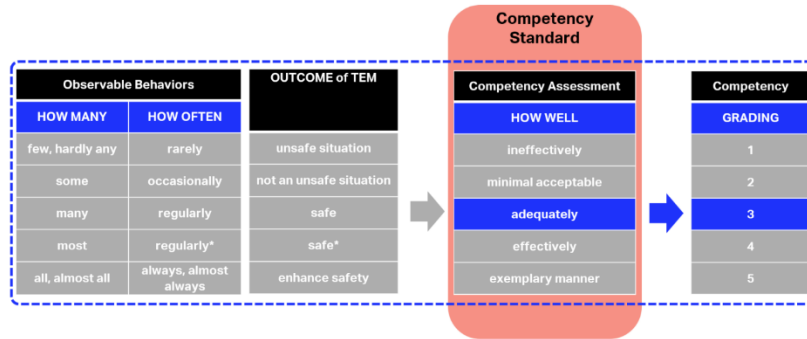 Competency
Standard
Observable Behaviors
OUTCOME of TEM
Competency Assessment
Competency
HOW MANY
HOW OFTEN
HOW WELL
GRADING
few, hardly any
rarely
unsafe situation
ineffectively
1
some
occasionally
not an unsafe situation
minimal acceptable
2
many
regularly
safe
adequately
3
most
regularly*
safe*
effectively
4
all, almost all
always, almost
always
enhance safety
exemplary manner
5